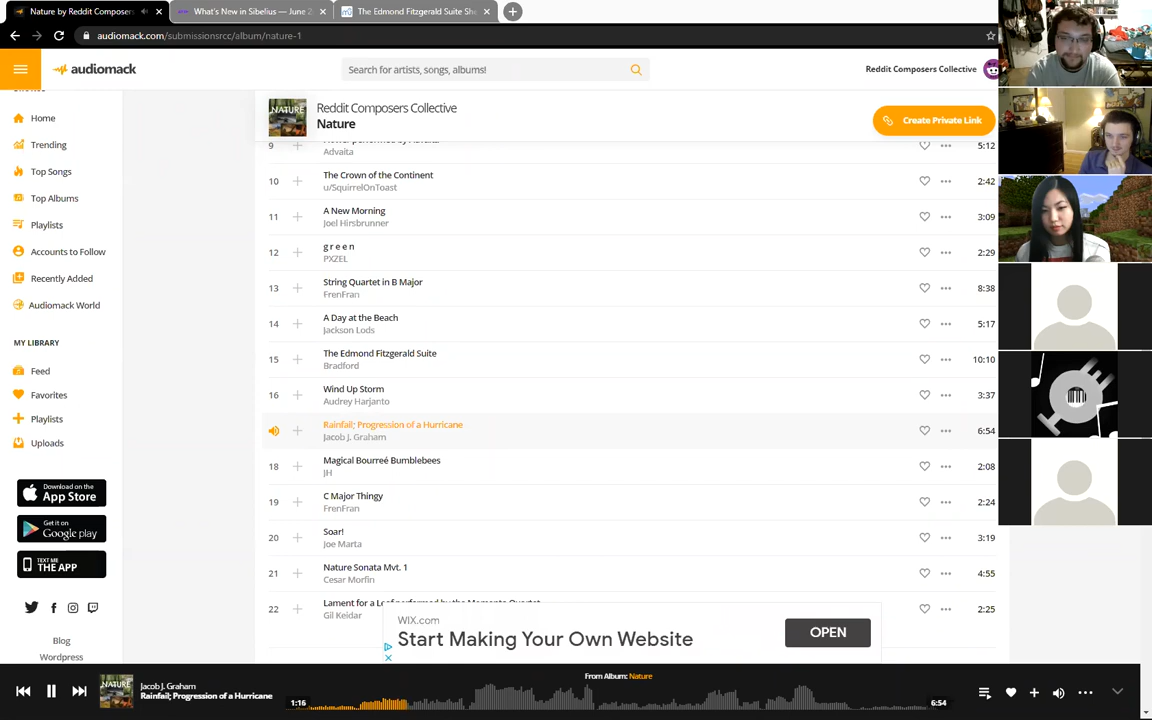 Nature by Reddit Composers
What's New in Sibelius — June 2
The Edmond Fitzgerald Suite She
audiomack.com/submissionsrcc/album/nature-1
audiomack
Search for artists, songs, albums!
Reddit Composers Collective
Reddit Composers Collective
Nature
Create Private Link
Home
Trending
Top Songs
Top Albums
Playlists
Accounts to Follow
Recently Added
Audiomack World
MY LIBRARY
Feed
Favorites
Playlists
Uploads
Download on the
App Store
Get it on
Google play
TEXT ME
THE APP
Blog
Wordpress
9 5:12
Advaita
10 The Crown of the Continent 2:42
u/SquirrelOnToast
11 A New Morning 3:09
Joel Hirsbrunner
12 g r e e n 2:29
PXZEL
13 String Quartet in B Major 8:38
FrenFran
14 A Day at the Beach 5:17
Jackson Lods
15 The Edmond Fitzgerald Suite 10:10
Bradford
16 Wind Up Storm 3:37
Audrey Harjanto
Rainfall; Progression of a Hurricane 6:54
Jacob J. Graham
18 Magical Bourreé Bumblebees 2:08
JH
19 C Major Thingy 2:24
FrenFran
20 Soar! 3:19
Joe Marta
21 Nature Sonata Mvt. 1 4:55
Cesar Morfin
22 Lament for a Leaf performed by the Momento Quartet 2:25
Gil Keidar
WIX.com
Start Making Your Own Website
OPEN
Jacob J. Graham
Rainfall; Progression of a Hurricane
From Album: Nature
1:16
6:54